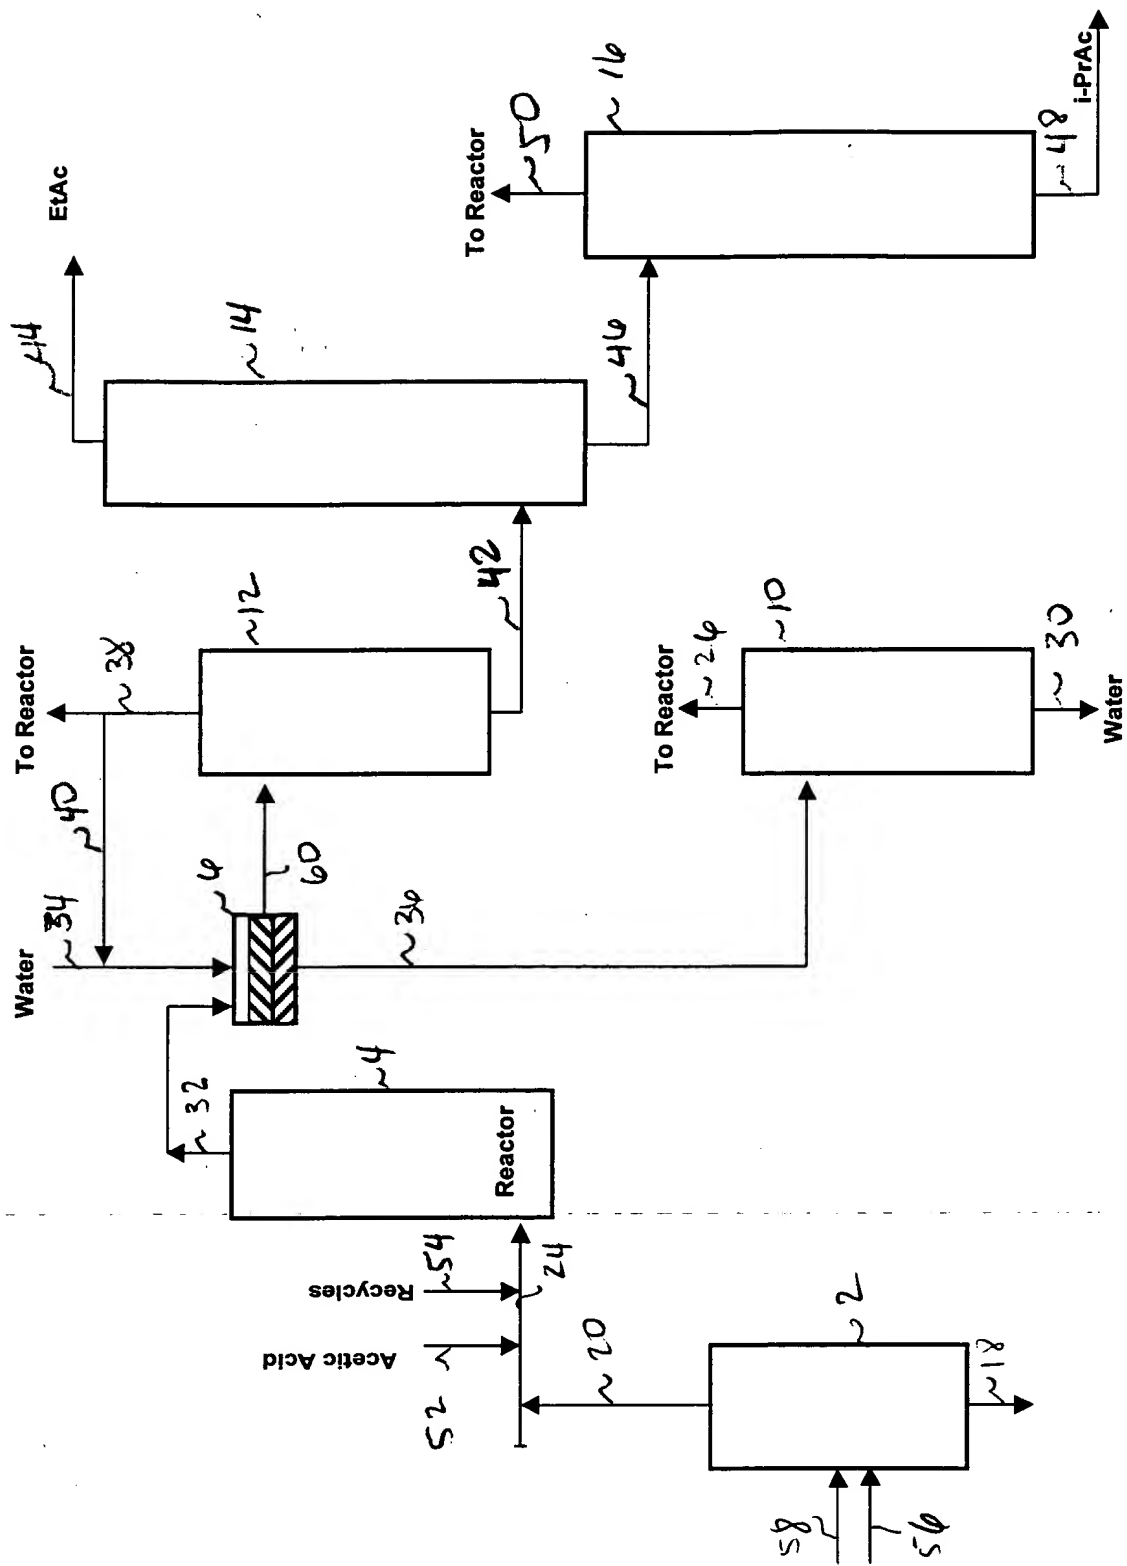 EtAc
44
14
To Reactor
50
16
46
48
i-PrAc
To Reactor
38
12
42
40
Water
34
6
60
36
To Reactor
26
10
30
Water
32
4
Reactor
Recycles
54
24
Acetic Acid
52
20
2
18
58
56